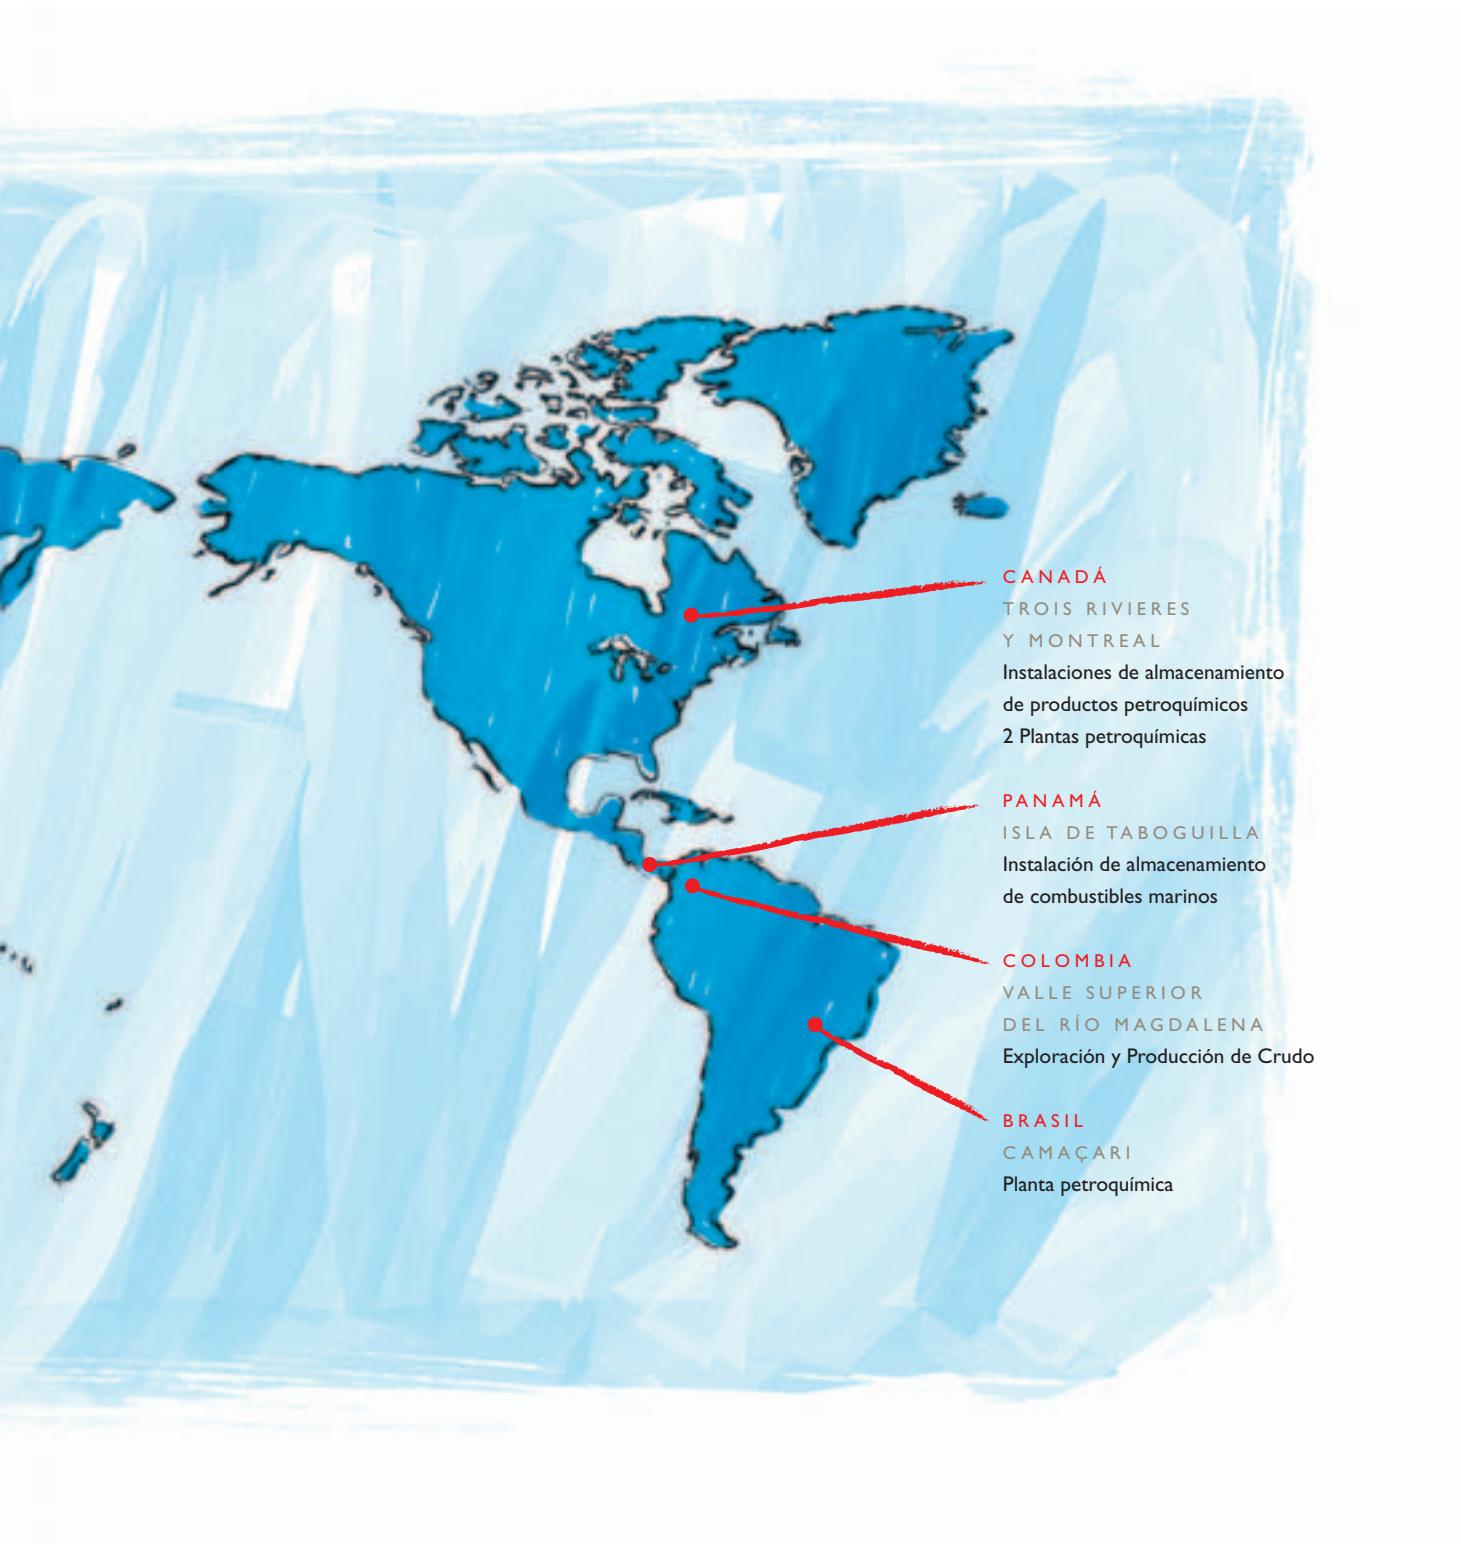 CANADÁ
TROIS RIVIERES
Y MONTREAL
Instalaciones de almacenamiento
de productos petroquímicos
2 Plantas petroquímicas
PANAMÁ
ISLA DE TABOGUILLA
Instalación de almacenamiento
de combustibles marinos
COLOMBIA
VALLE SUPERIOR
DEL RÍO MAGDALENA
Exploración y Producción de Crudo
BRASIL
CAMAÇARI
Planta petroquímica